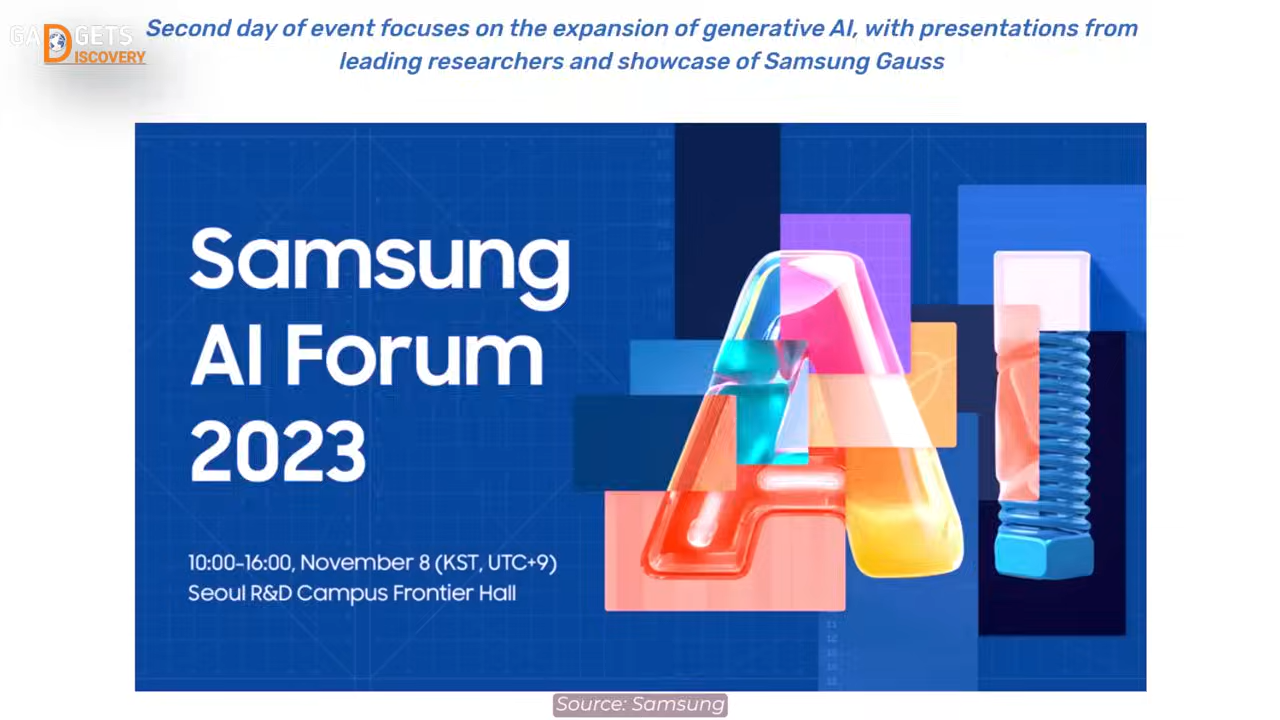 GADGETS
DISCOVERY
Second day of event focuses on the expansion of generative AI, with presentations from
leading researchers and showcase of Samsung Gauss
Samsung
AI Forum
2023
10:00-16:00, November 8 (KST, UTC+9)
Seoul R&D Campus Frontier Hall
AI
11
12
Source: Samsung